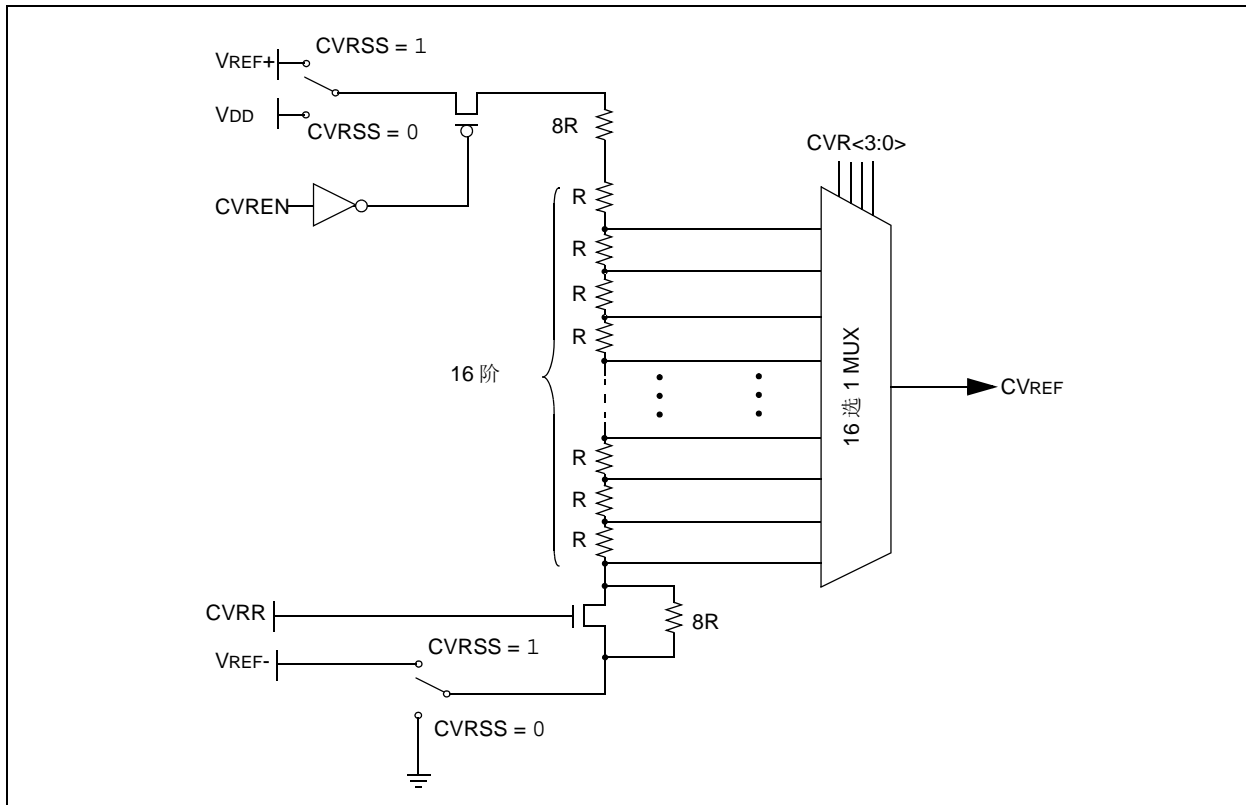 CVRSS = 1
VREF+
VDD
CVRSS = 0
8R
CVR<3:0>
CVREN
R
R
R
R
16 阶
16 选 1 MUX
CVREF
R
R
R
CVRR
8R
CVRSS = 1
VREF-
CVRSS = 0